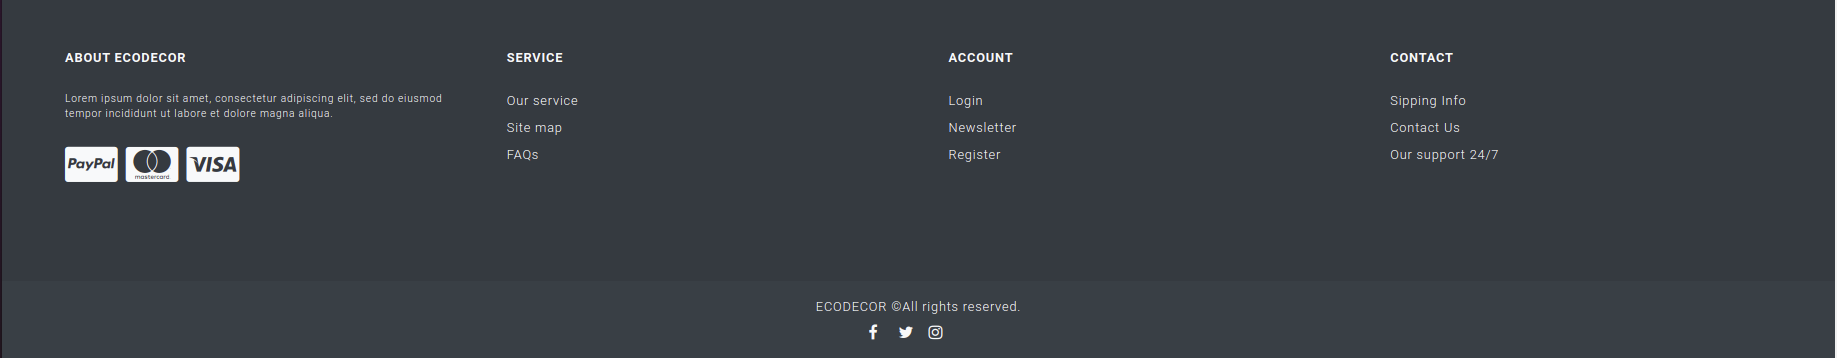 ABOUT ECODECOR
Lorem ipsum dolor sit amet, consectetur adipiscing elit, sed do eiusmod
tempor incididunt ut labore et dolore magna aliqua.
PayPal
mastercard
VISA
SERVICE
Our service
Site map
FAQs
ACCOUNT
Login
Newsletter
Register
CONTACT
Sipping Info
Contact Us
Our support 24/7
ECODECOR ©All rights reserved.